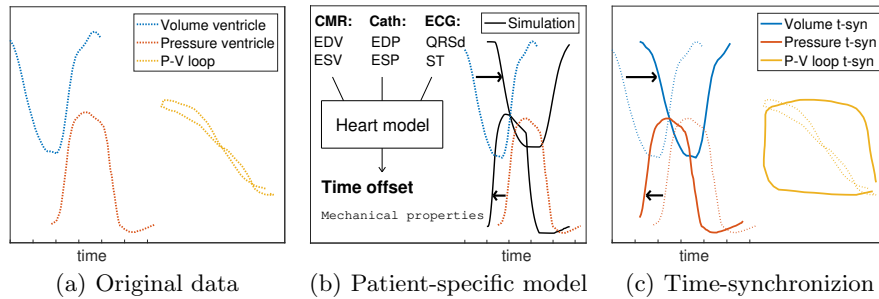 Volume ventricle
Pressure ventricle
P-V loop
time
(a) Original data
CMR: Cath: ECG:
EDV EDP QRSd
ESV ESP ST
Simulation
Heart model
Time offset
Mechanical properties
time
(b) Patient-specific model
Volume t-syn
Pressure t-syn
P-V loop t-syn
time
(c) Time-synchronizion